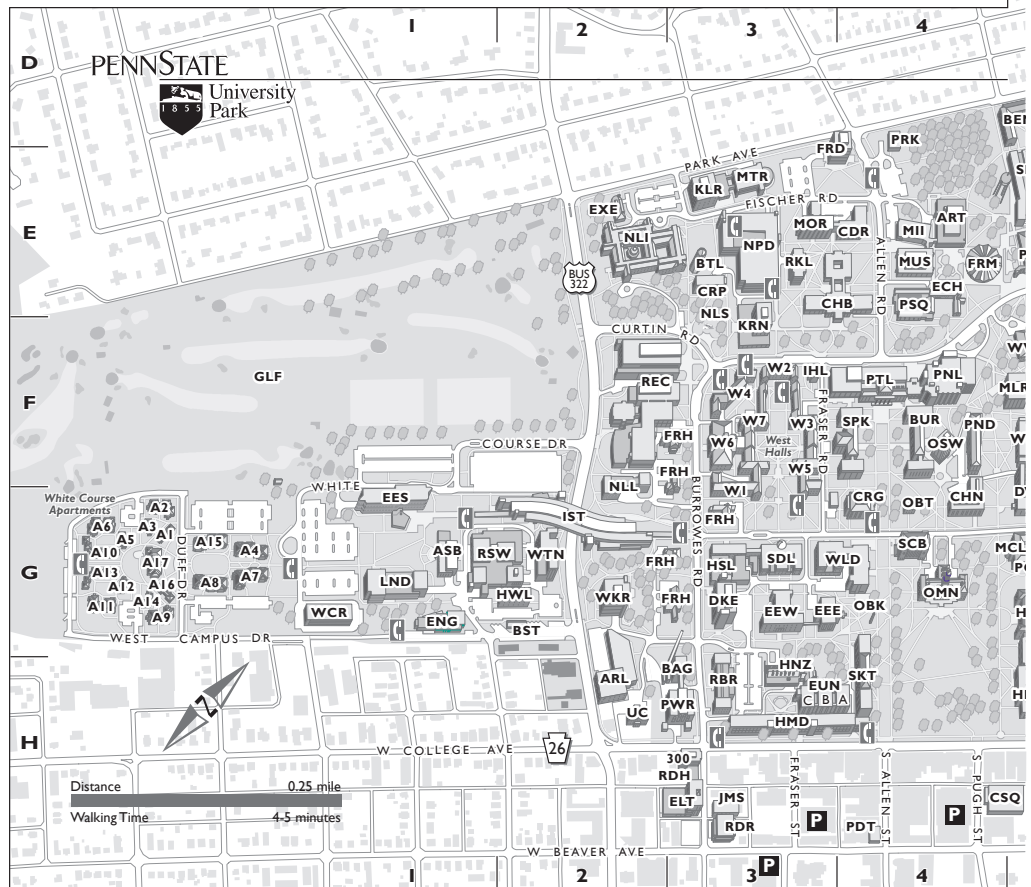 1
2
3
4
D
PENNSTATE
1855
University
Park
E
F
G
H
PARK AVE
FRD
PRK
KLR
MTR
FISCHER RD
EXE
NLI
NPD
MOR
CDR
MII
ART
BTL
RKL
ALLEN RD
MUS
FRM
BUS
322
CRP
CHB
ECH
PSQ
NLS
KRN
CURTIN RD
GLF
REC
W2
IHL
PTL
PNL
W4
W7
W3
FRASER RD
SPK
BUR
PND
OSW
FRH
W6
West
Halls
W5
COURSE DR
FRH
NLL
BURROWES RD
W1
CRG
OBT
CHN
WHITE
EES
White Course
Apartments
IST
FRH
A2
A6
A3
A1
A5
A15
A4
A10
A17
DUFF DR
A13
A12
A16
A8
A7
A11
A14
A9
ASB
RSW
WTN
LND
HWL
WCR
ENG
BST
WEST CAMPUS DR
FRH
HSL
SDL
WLD
SCB
MCL
WKR
FRH
DKE
EEW
EEE
OBK
OMN
ARL
BAG
RBR
HNZ
SKT
EUN
C B A
UC
PWR
HMD
N
W COLLEGE AVE
26
300
RDH
Distance
0.25 mile
Walking Time
4-5 minutes
ELT
JMS
RDR
FRASER ST
P
PDT
S ALLEN ST
P
S PUGH ST
CSQ
W BEAVER AVE
1
2
3
P
4